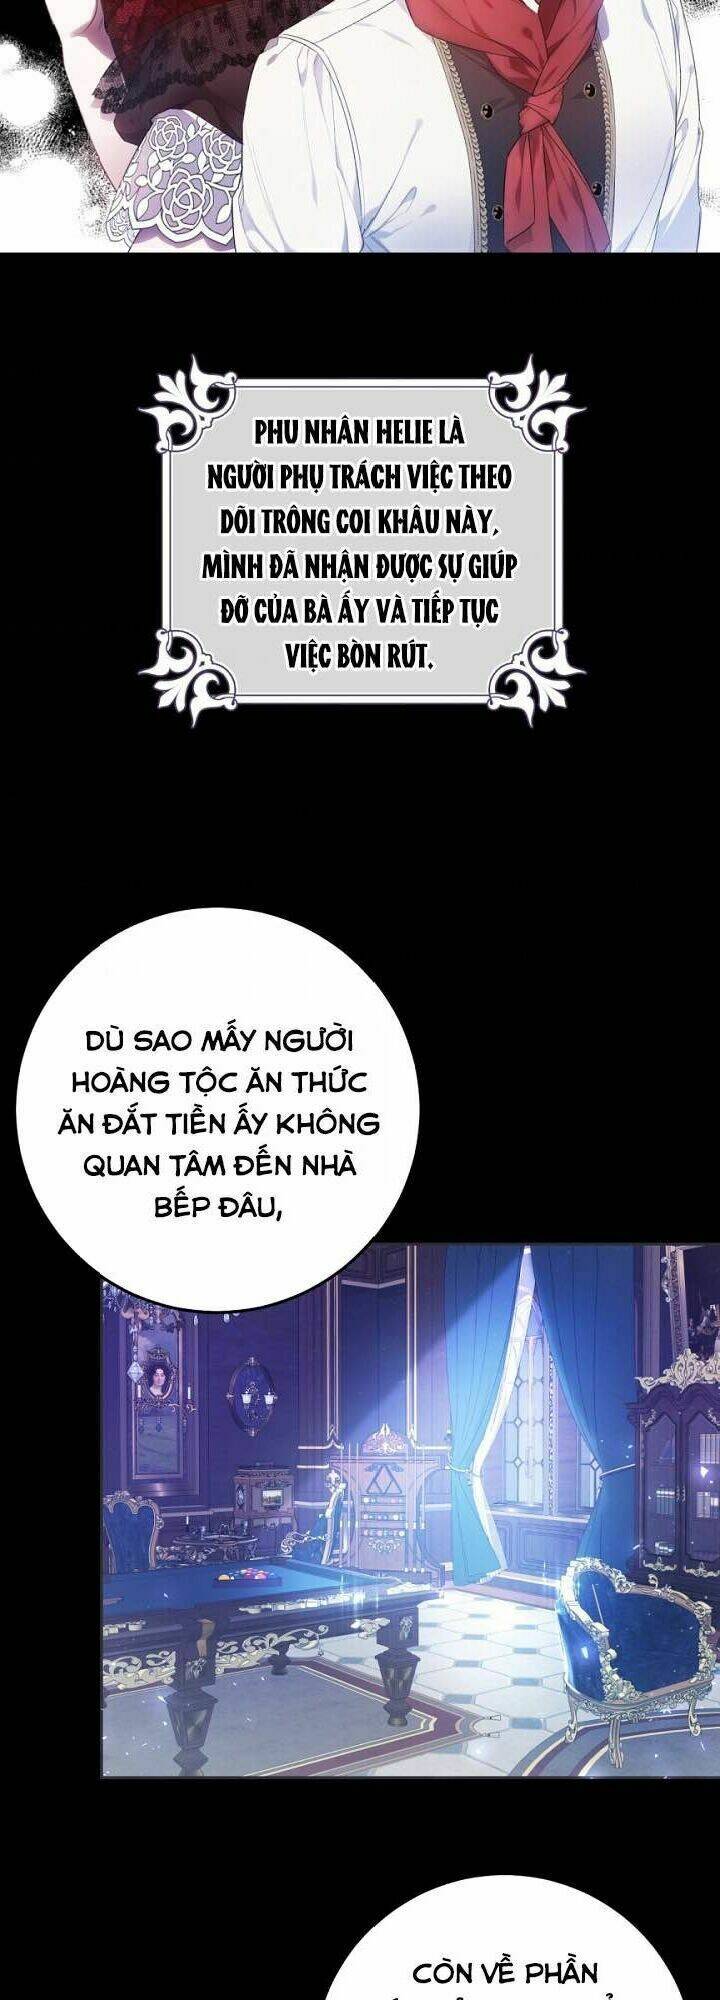 PHU NHÂN HELIE LÀ
NGƯỜI PHỤ TRÁCH VIỆC THEO
DÕI TRÔNG COI KHÂU NÀY,
MÌNH ĐÃ NHẬN ĐƯỢC SỰ GIÚP
ĐỠ CỦA BÀ ẤY VÀ TIẾP TỤC
VIỆC BÒN RÚT.
DÙ SAO MẤY NGƯỜI
HOÀNG TỘC ĂN THỨC
ĂN ĐẮT TIỀN ẤY KHÔNG
QUAN TÂM ĐẾN NHÀ
BẾP ĐÂU,
CÒN VỀ PHẦN